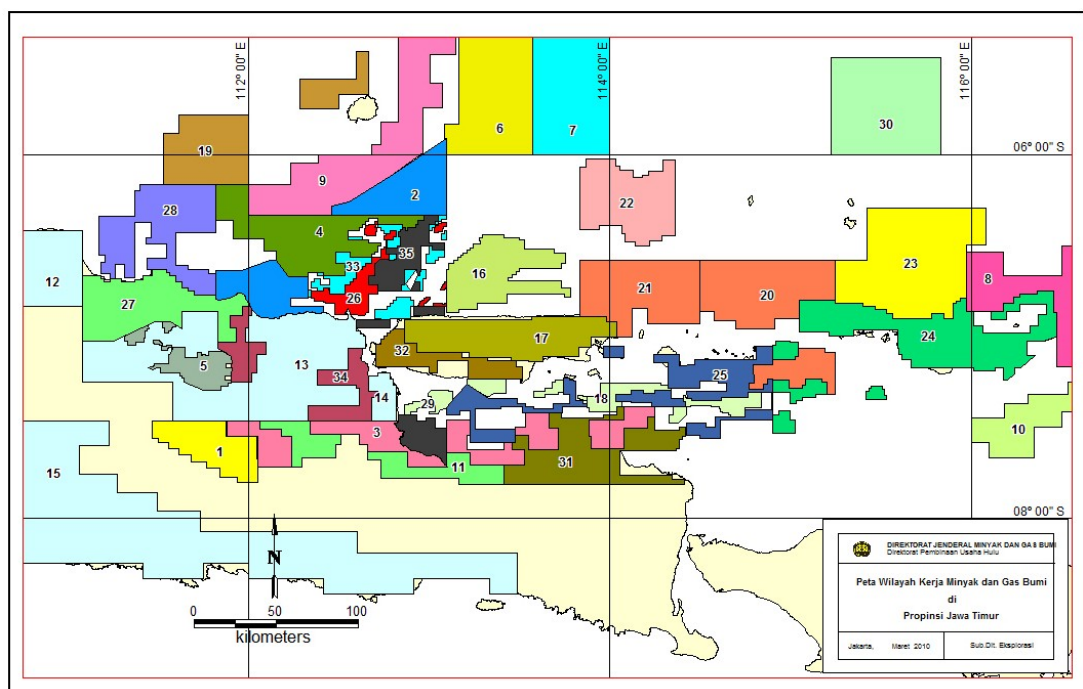 112° 00" E
114° 00" E
116° 00" E
6
7
30
06° 00" S
19
9
2
28
22
4
35
33
16
23
12
26
21
20
8
27
24
17
32
5
13
25
34
14
18
29
3
10
1
11
31
15
08° 00" S
N
0 50 100
kilometers
DIREKTORAT JENDERAL MINYAK DAN GAS BUMI
Direktorat Pembinaan Usaha Hulu
Peta Wilayah Kerja Minyak dan Gas Bumi
di
Propinsi Jawa Timur
Jakarta, Maret 2010 Sub.Dit. Eksplorasi